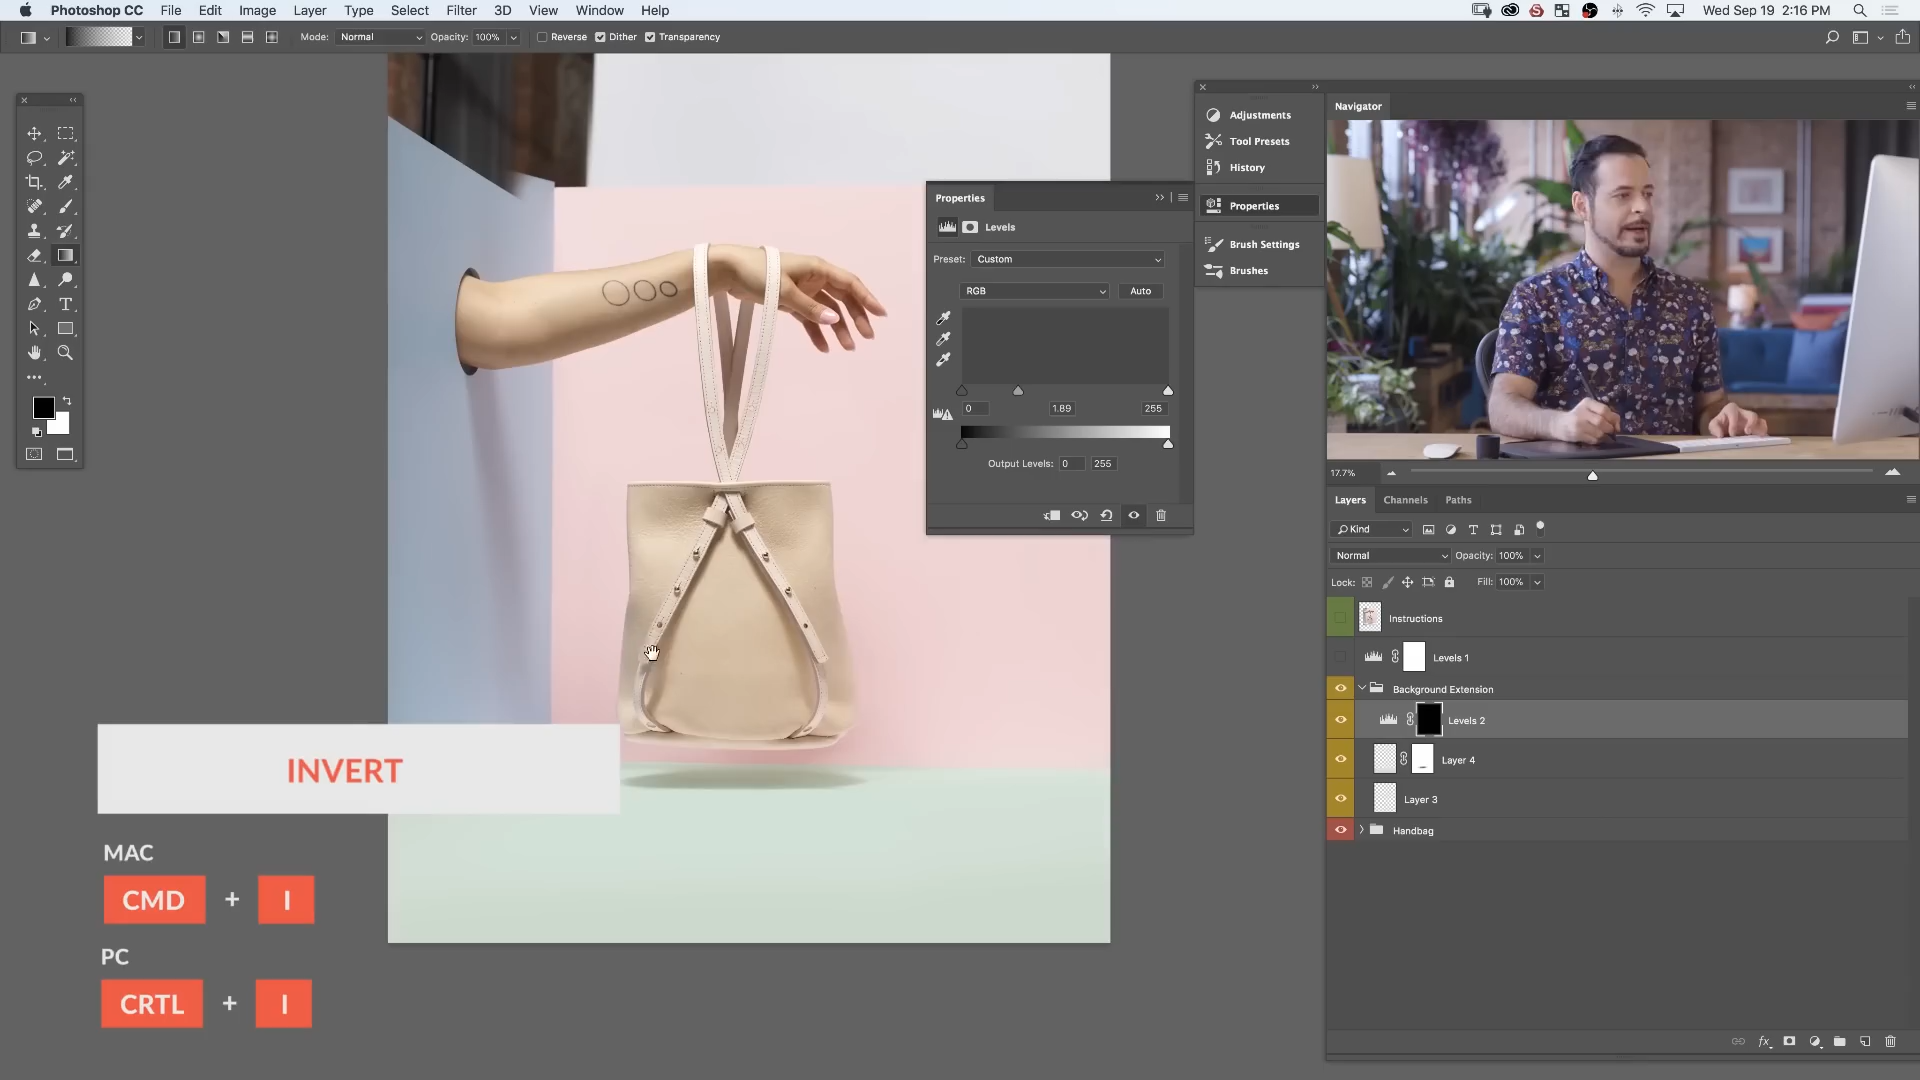 Photoshop CC File Edit Image Layer Type Select Filter 3D View Window Help Wed Sep 19 2:16 PM
Mode: Normal Opacity: 100% Reverse Dither Transparency
Navigator
Adjustments
Tool Presets
History
Properties
Brush Settings
Brushes
Properties
Levels
Preset: Custom
RGB Auto
0 1.89 255
Output Levels: 0 255
17.7%
Layers Channels Paths
Kind
Normal Opacity: 100%
Lock: Fill: 100%
Instructions
Levels 1
Background Extension
Levels 2
Layer 4
Layer 3
Handbag
fx
INVERT
MAC
CMD + I
PC
CRTL + I